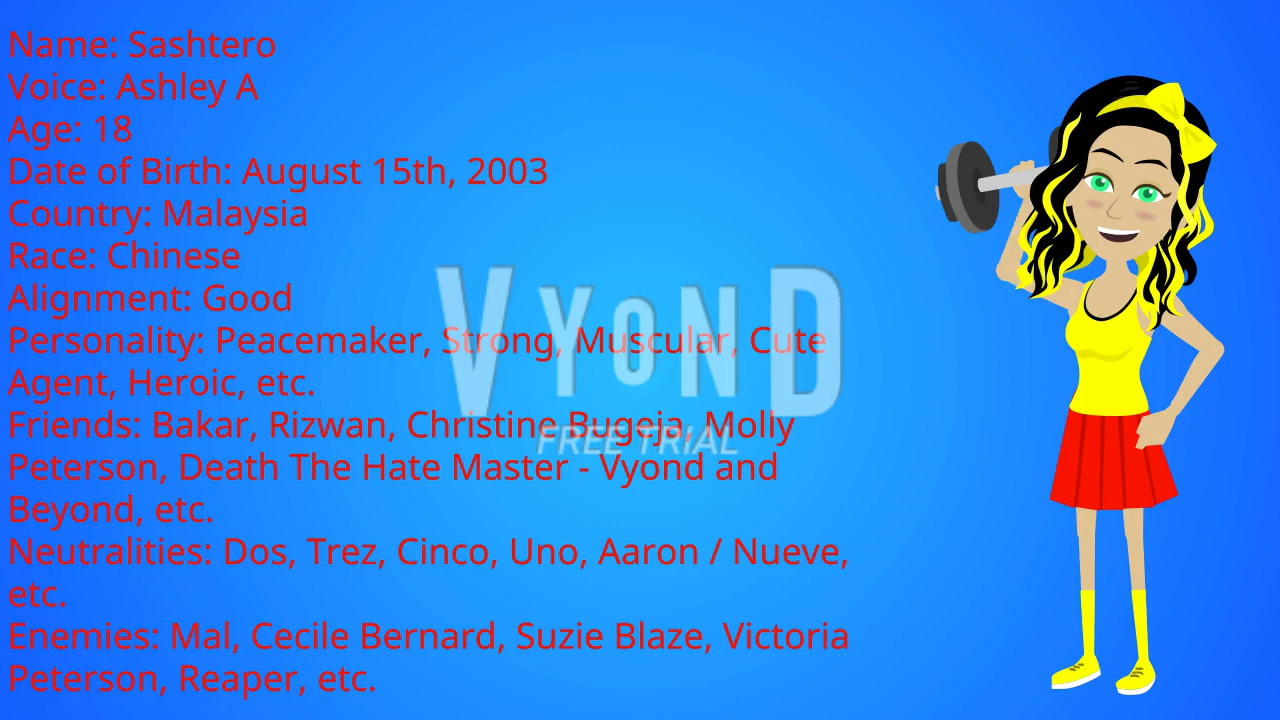 Name: Sashtero
Voice: Ashley A
Age: 18
Date of Birth: August 15th, 2003
Country: Malaysia
Race: Chinese
Alignment: Good
Personality: Peacemaker, Strong, Muscular, Cute
Agent, Heroic, etc.
Friends: Bakar, Rizwan, Christine Bugeja, Molly
Peterson, Death The Hate Master - Vyond and
Beyond, etc.
Neutralities: Dos, Trez, Cinco, Uno, Aaron / Nueve,
etc.
Enemies: Mal, Cecile Bernard, Suzie Blaze, Victoria
Peterson, Reaper, etc.
VYOND
FREE TRIAL